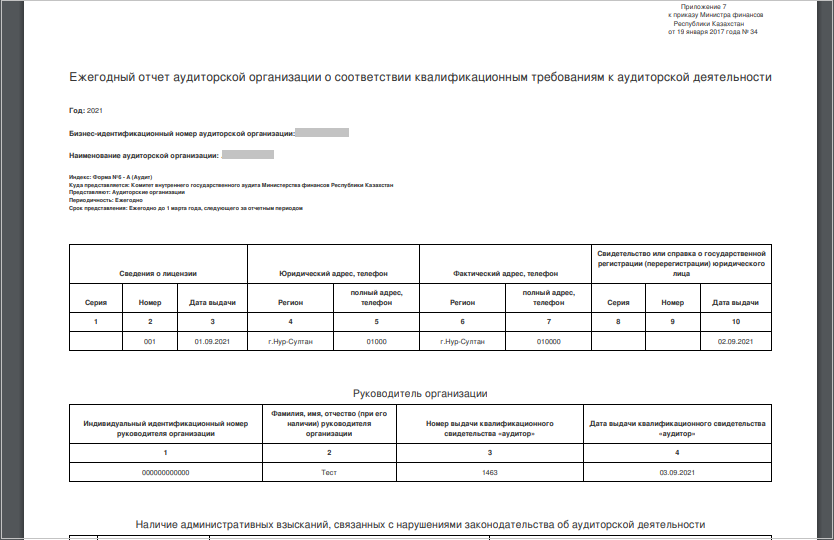 Приложение 7
к приказу Министра финансов
Республики Казахстан
от 19 января 2017 года № 34
Ежегодный отчет аудиторской организации о соответствии квалификационным требованиям к аудиторской деятельности
Год: 2021
Бизнес-идентификационный номер аудиторской организации:
Наименование аудиторской организации:
Индекс: Форма №6 - А (Аудит)
Куда представляется: Комитет внутреннего государственного аудита Министерства финансов Республики Казахстан
Представляют: Аудиторские организации
Периодичность: Ежегодно
Срок представления: Ежегодно до 1 марта года, следующего за отчетным периодом
Сведения о лицензии Юридический адрес, телефон Фактический адрес, телефон Свидетельство или справка о государственной
регистрации (перерегистрации) юридического
лица
Серия Номер Дата выдачи Регион полный адрес,
телефон Регион полный адрес,
телефон Серия Номер Дата выдачи
1 2 3 4 5 6 7 8 9 10
001 01.09.2021 г.Нур-Султан 01000 г.Нур-Султан 010000 02.09.2021
Руководитель организации
Индивидуальный идентификационный номер
руководителя организации Фамилия, имя, отчество (при его
наличии) руководителя
организации Номер выдачи квалификационного
свидетельства «аудитор» Дата выдачи квалификационного свидетельства
«аудитор»
1 2 3 4
000000000000 Тест 1463 03.09.2021
Наличие административных взысканий, связанных с нарушениями законодательства об аудиторской деятельности